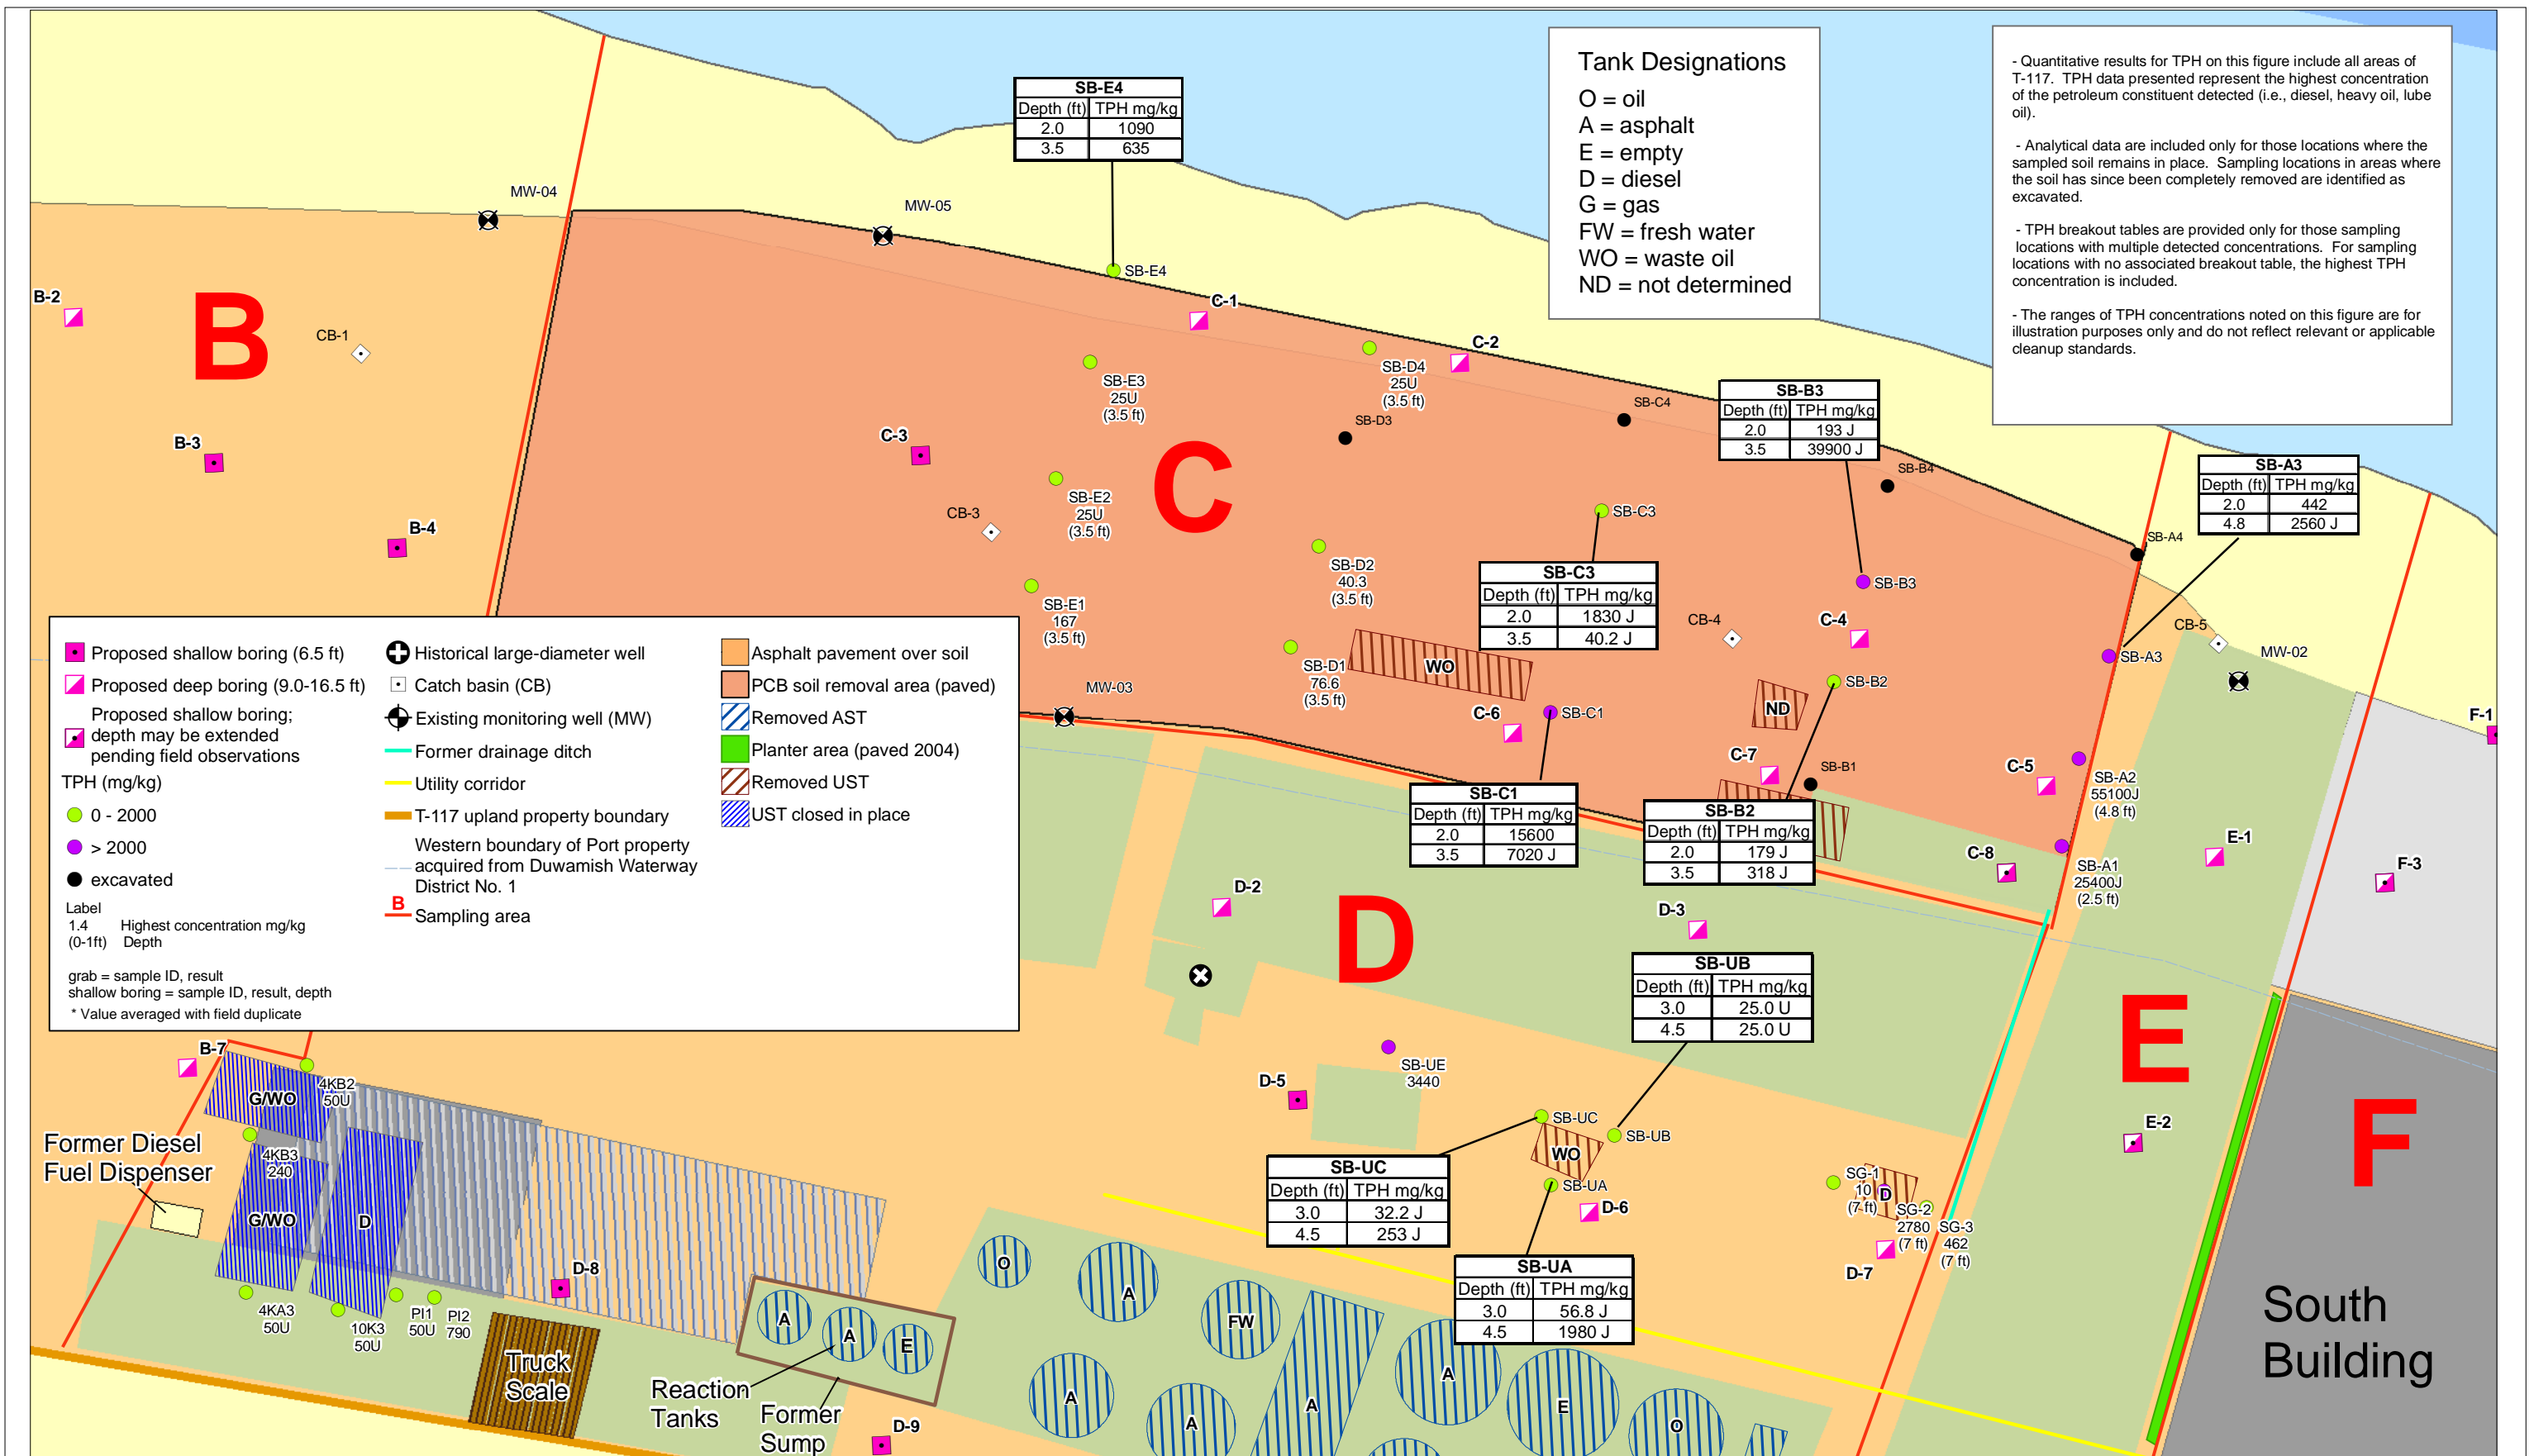 Tank Designations
O = oil
A = asphalt
E = empty
D = diesel
G = gas
FW = fresh water
WO = waste oil
ND = not determined
- Quantitative results for TPH on this figure include all areas of
T-117. TPH data presented represent the highest concentration
of the petroleum constituent detected (i.e., diesel, heavy oil, lube
oil).
- Analytical data are included only for those locations where the
sampled soil remains in place. Sampling locations in areas where
the soil has since been completely removed are identified as
excavated.
- TPH breakout tables are provided only for those sampling
locations with multiple detected concentrations. For sampling
locations with no associated breakout table, the highest TPH
concentration is included.
- The ranges of TPH concentrations noted on this figure are for
illustration purposes only and do not reflect relevant or applicable
cleanup standards.
SB-E4
Depth (ft) TPH mg/kg
2.0 1090
3.5 635
MW-04
MW-05
SB-E4
B-2
B
CB-1
C-1
C-2
SB-E3
25U
(3.5 ft)
SB-D4
25U
(3.5 ft)
SB-D3
SB-C4
SB-B3
Depth (ft) TPH mg/kg
2.0 193 J
3.5 39900 J
SB-B4
SB-A3
Depth (ft) TPH mg/kg
2.0 442
4.8 2560 J
B-3
C-3
C
SB-E2
25U
(3.5 ft)
CB-3
B-4
SB-C3
SB-A4
SB-D2
40.3
(3.5 ft)
SB-C3
Depth (ft) TPH mg/kg
2.0 1830 J
3.5 40.2 J
SB-B3
CB-4
C-4
CB-5
MW-02
SB-A3
SB-E1
167
(3.5 ft)
SB-D1
76.6
(3.5 ft)
WO
SB-B2
MW-03
ND
C-6
SB-C1
F-1
C-7
SB-B1
C-5
SB-A2
55100J
(4.8 ft)
SB-C1
Depth (ft) TPH mg/kg
2.0 15600
3.5 7020 J
SB-B2
Depth (ft) TPH mg/kg
2.0 179 J
3.5 318 J
C-8
SB-A1
25400J
(2.5 ft)
E-1
F-3
Proposed shallow boring (6.5 ft)
Proposed deep boring (9.0-16.5 ft)
Proposed shallow boring;
depth may be extended
pending field observations
TPH (mg/kg)
0 - 2000
> 2000
excavated
Label
1.4 Highest concentration mg/kg
(0-1ft) Depth
grab = sample ID, result
shallow boring = sample ID, result, depth
* Value averaged with field duplicate
Historical large-diameter well
Catch basin (CB)
Existing monitoring well (MW)
Former drainage ditch
Utility corridor
T-117 upland property boundary
Western boundary of Port property
acquired from Duwamish Waterway
District No. 1
B
Sampling area
Asphalt pavement over soil
PCB soil removal area (paved)
Removed AST
Planter area (paved 2004)
Removed UST
UST closed in place
D-2
D
D-3
SB-UB
Depth (ft) TPH mg/kg
3.0 25.0 U
4.5 25.0 U
E
F
B-7
4KB2
50U
G/WO
SB-UE
3440
D-5
SB-UC
SB-UB
E-2
Former Diesel
Fuel Dispenser
4KB3
240
G/WO
D
WO
SB-UC
Depth (ft) TPH mg/kg
3.0 32.2 J
4.5 253 J
SB-UA
D-6
SG-1
10
(7 ft)
D
SG-2
2780
(7 ft)
SG-3
462
(7 ft)
D-7
SB-UA
Depth (ft) TPH mg/kg
3.0 56.8 J
4.5 1980 J
D-8
4KA3
50U
10K3
50U
PI1
50U
PI2
790
Truck
Scale
A
A
E
Reaction
Tanks
Former
Sump
D-9
O
A
FW
A
A
A
A
E
O
South
Building